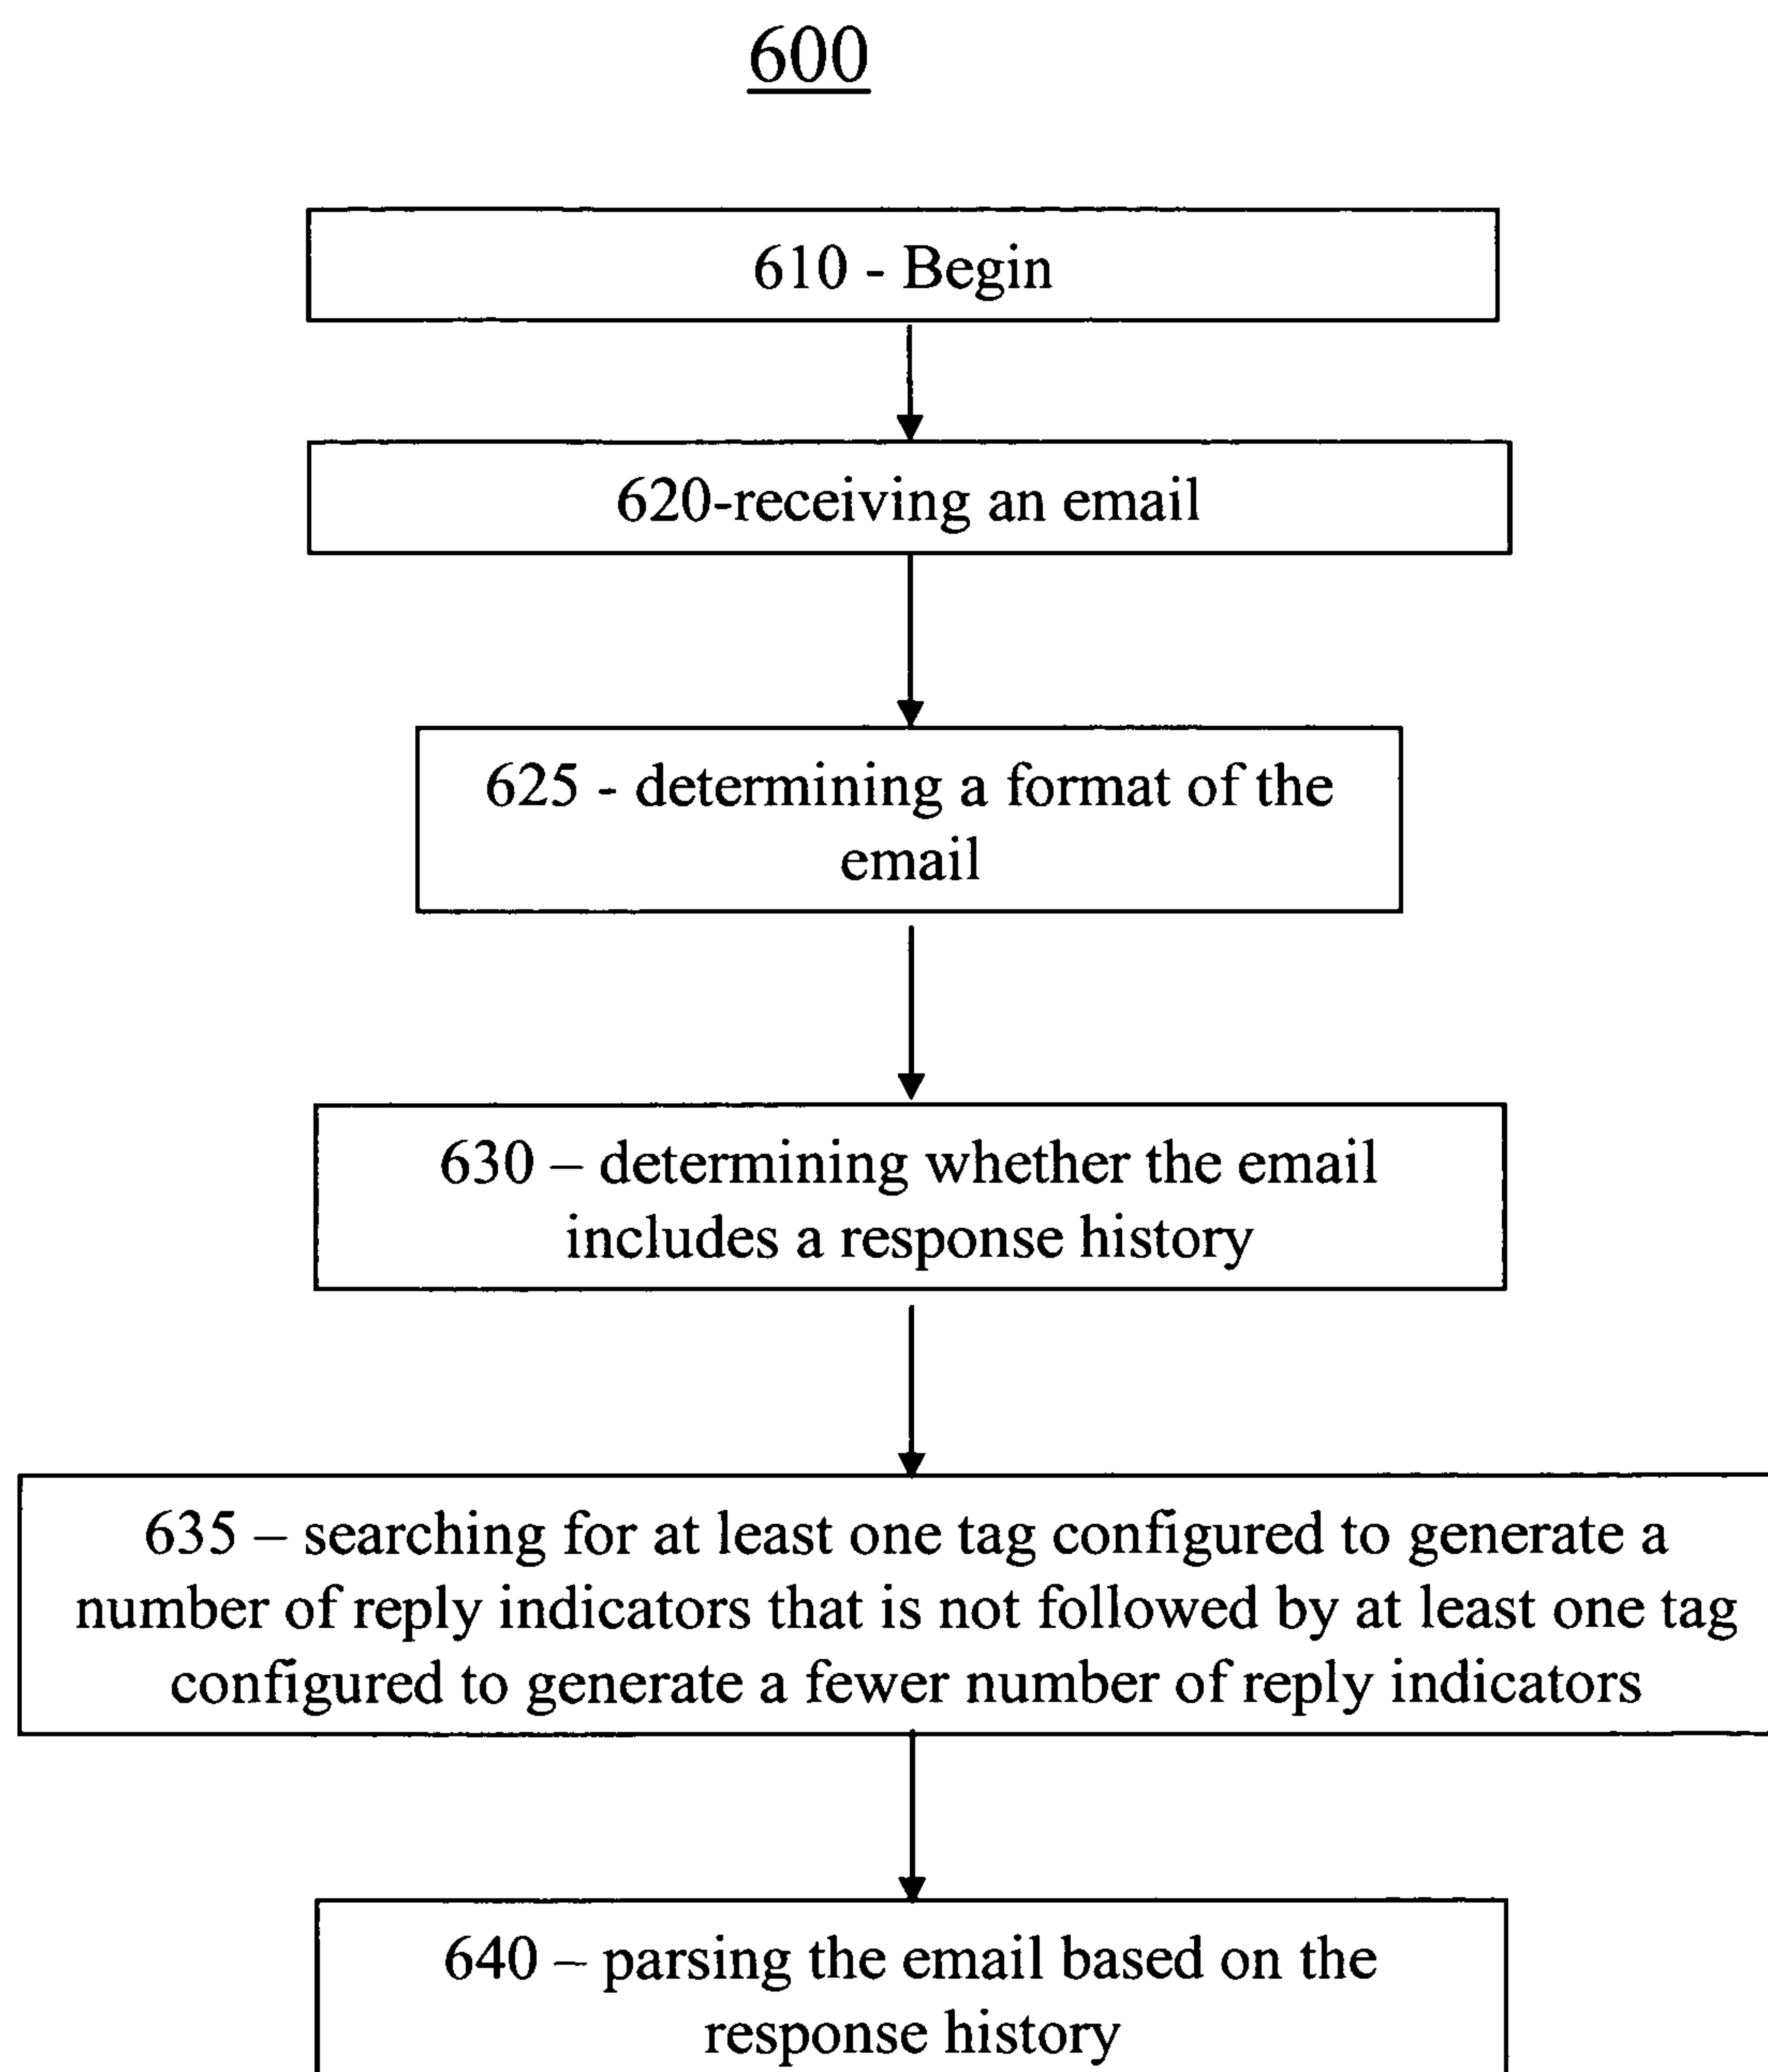 600
610 - Begin
620-receiving an email
625 - determining a format of the
email
630 – determining whether the email
includes a response history
635 – searching for at least one tag configured to generate a
number of reply indicators that is not followed by at least one tag
configured to generate a fewer number of reply indicators
640 – parsing the email based on the
response history